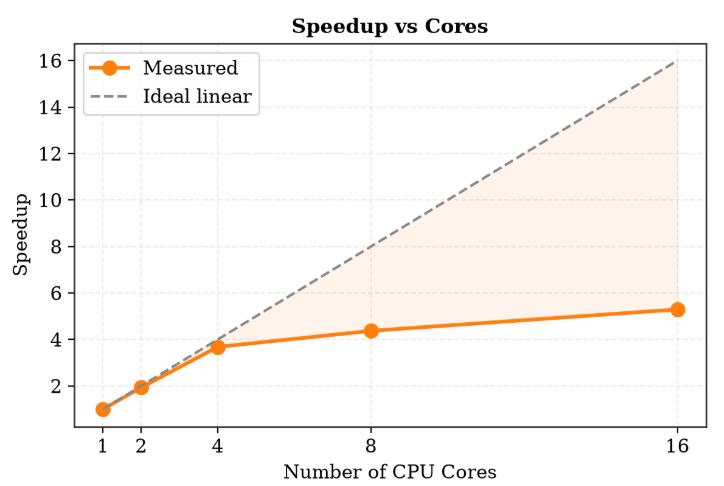 Speedup vs Cores
Measured
Ideal linear
16
14
12
10
8
6
4
2
Speedup
1 2 4 8 16
Number of CPU Cores